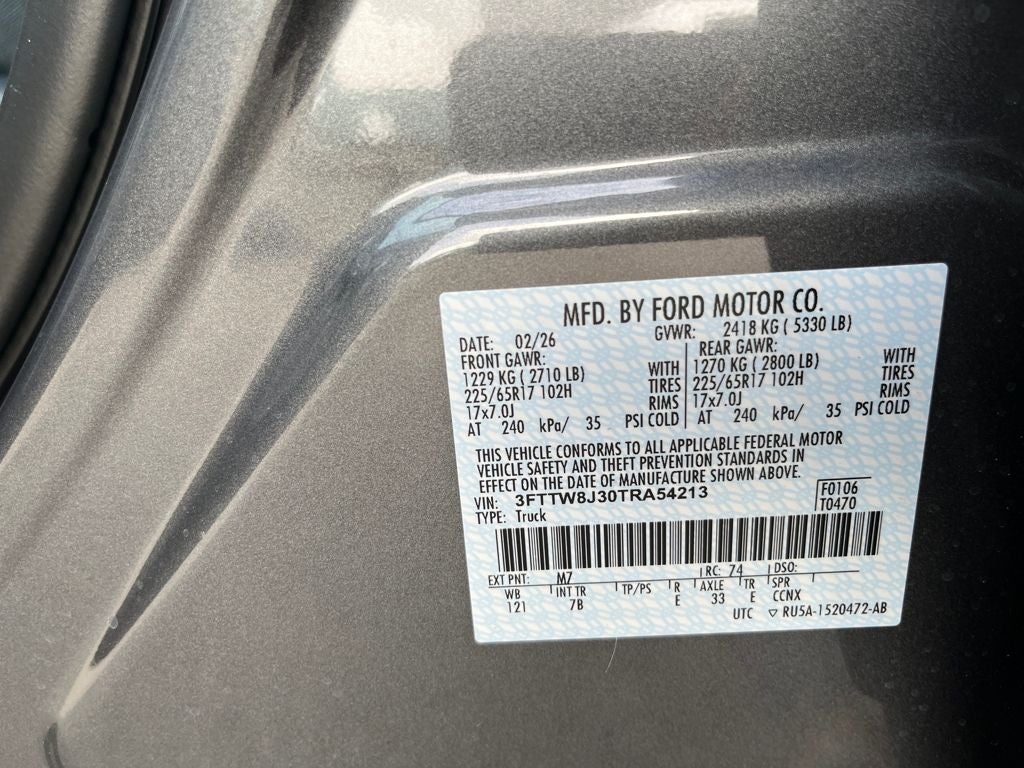 MFD. BY FORD MOTOR CO.
DATE: 02/26 GVWR: 2418 KG ( 5330 LB)
FRONT GAWR: REAR GAWR:
1229 KG ( 2710 LB) WITH 1270 KG ( 2800 LB) WITH
225/65R17 102H TIRES 225/65R17 102H TIRES
17x7.0J RIMS 17x7.0J RIMS
AT 240 kPa/ 35 PSI COLD AT 240 kPa/ 35 PSI COLD
THIS VEHICLE CONFORMS TO ALL APPLICABLE FEDERAL MOTOR
VEHICLE SAFETY AND THEFT PREVENTION STANDARDS IN
EFFECT ON THE DATE OF MANUFACTURE SHOWN ABOVE.
VIN: 3FTTW8J30TRA54213 F0106
TYPE: Truck T0470
EXT PNT: M7 RC: 74 DSO:
WB INT TR TP/PS R AXLE TR SPR
121 7B E 33 E CCNX
UTC ▽ RU5A-1520472-AB